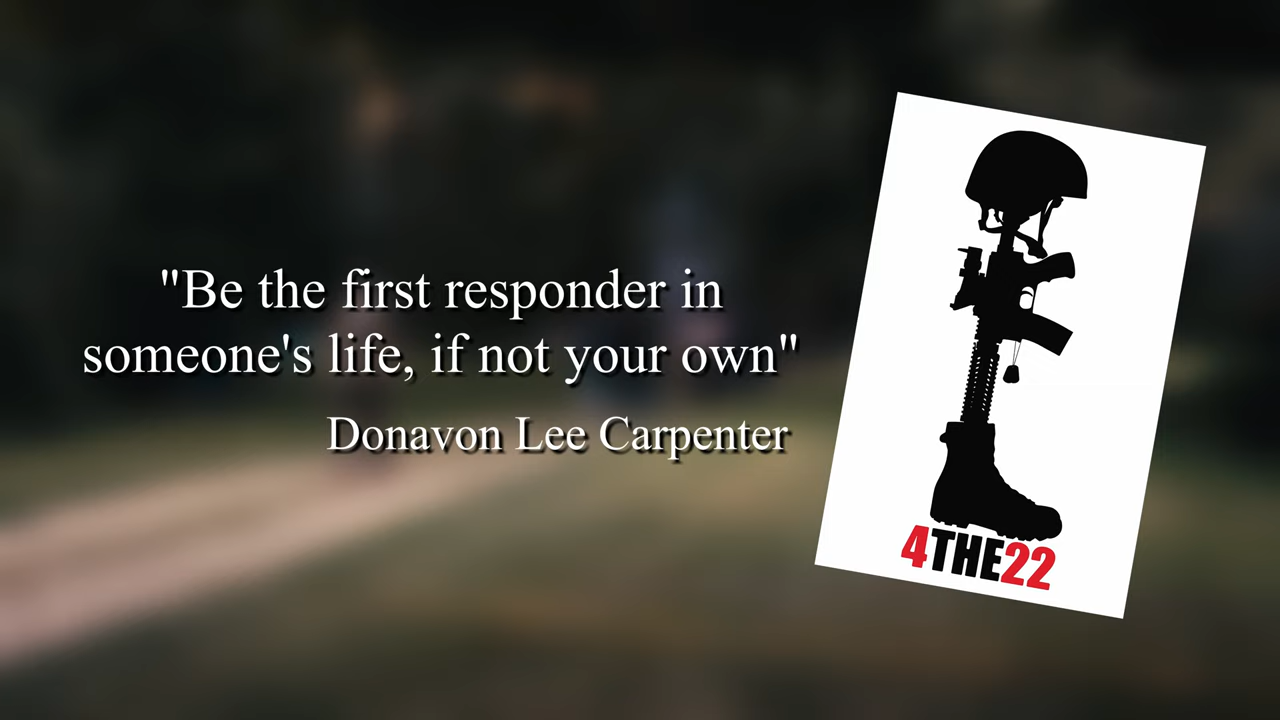 "Be the first responder in
someone's life, if not your own"
Donavon Lee Carpenter
4THE22